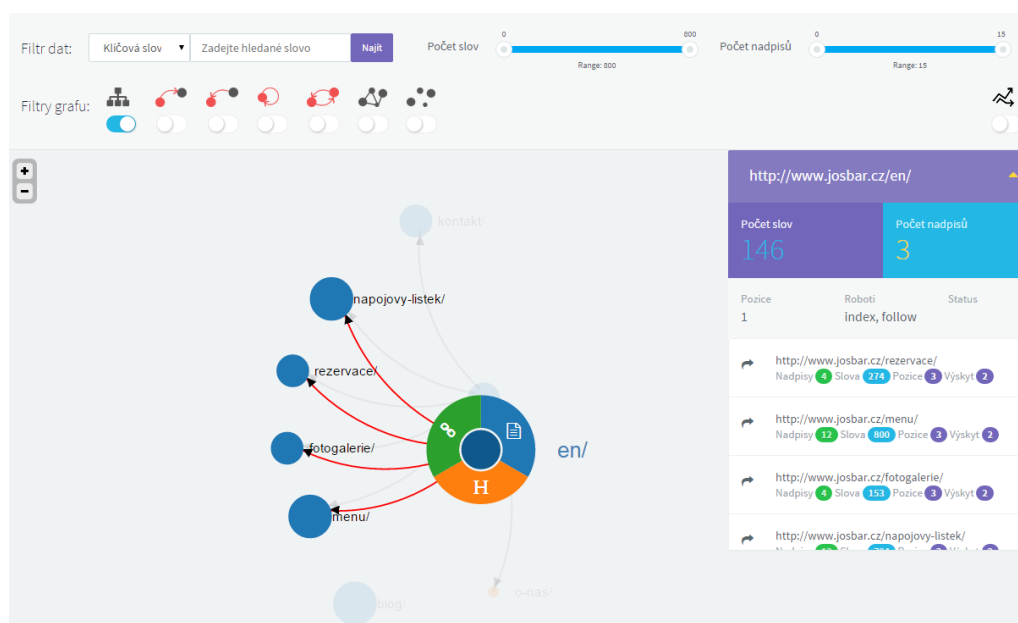 Filtr dat:
Klíčová slov
Zadejte hledané slovo
Najít
Počet slov
0
800
Range: 800
Počet nadpisů
0
15
Range: 15
Filtry grafu:
+
-
kontakt/
napojovy-listek/
rezervace/
fotogalerie/
menu/
H
en/
o-nas/
blog/
http://www.josbar.cz/en/
Počet slov
146
Počet nadpisů
3
Pozice
1
Roboti
index, follow
Status
http://www.josbar.cz/rezervace/
Nadpisy 4 Slova 274 Pozice 3 Výskyt 2
http://www.josbar.cz/menu/
Nadpisy 12 Slova 800 Pozice 3 Výskyt 2
http://www.josbar.cz/fotogalerie/
Nadpisy 4 Slova 153 Pozice 3 Výskyt 2
http://www.josbar.cz/napojovy-listek/